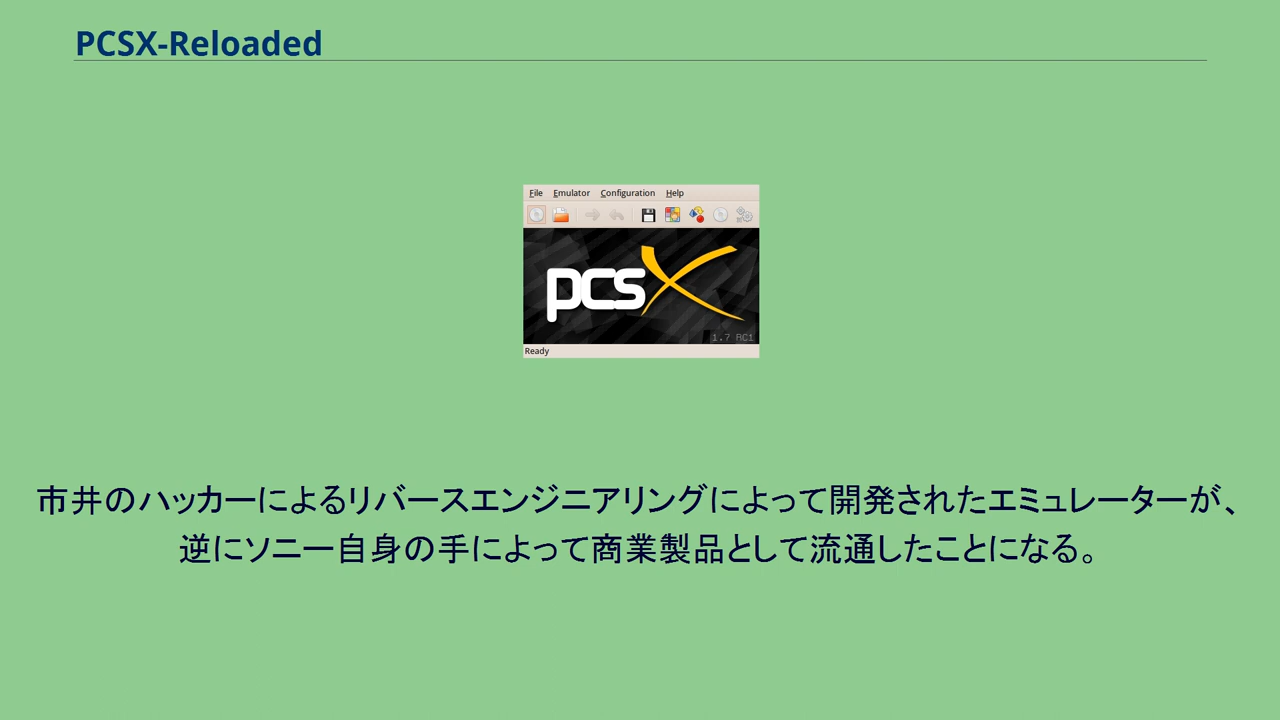 PCSX-Reloaded
File Emulator Configuration Help
pcsx
1.7 RC1
Ready
市井のハッカーによるリバースエンジニアリングによって開発されたエミュレーターが、
逆にソニー自身の手によって商業製品として流通したことになる。